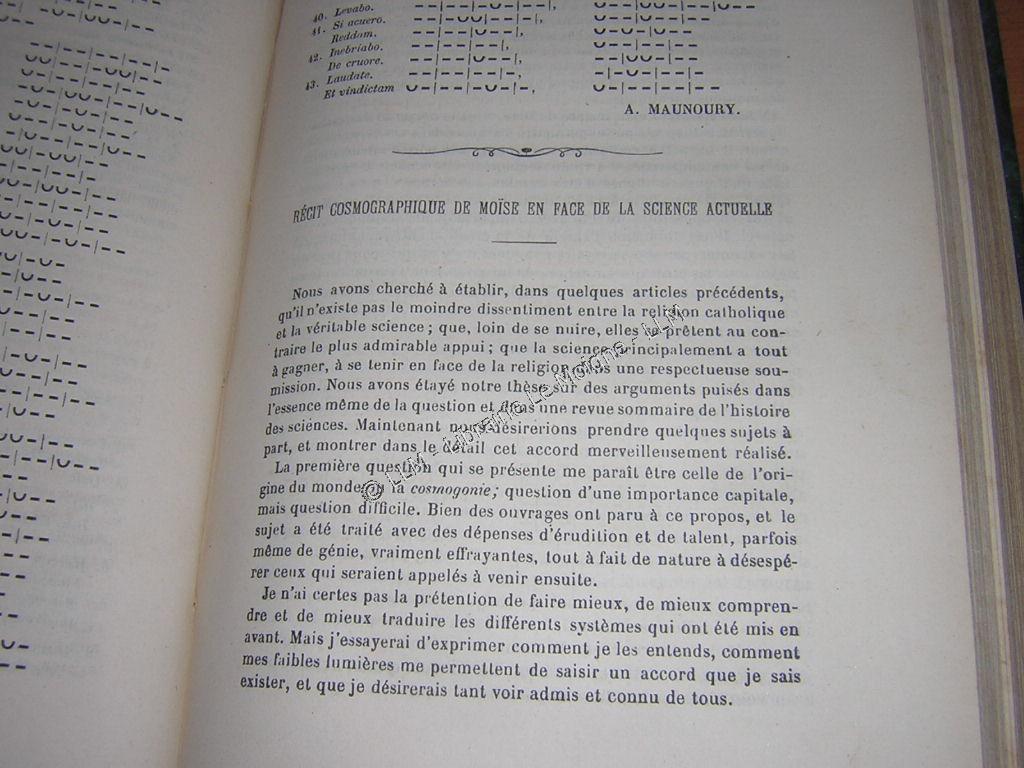 40. Levabo.
41. Si acuero.
Reddam.
42. Inebriabo.
De cruore.
43. Laudate.
Et vindictam
A. MAUNOURY.
RÉCIT COSMOGRAPHIQUE DE MOÏSE EN FACE DE LA SCIENCE ACTUELLE
Nous avons cherché à établir, dans quelques articles précédents,
qu'il n'existe pas le moindre dissentiment entre la religion catholique
et la véritable science ; que, loin de se nuire, elles se prêtent au con-
traire le plus admirable appui ; que la science principalement a tout
à gagner, à se tenir en face de la religion dans une respectueuse sou-
mission. Nous avons étayé notre thèse sur des arguments puisés dans
l'essence même de la question et dans une revue sommaire de l'histoire
des sciences. Maintenant nous désirerions prendre quelques sujets à
part, et montrer dans le détail cet accord merveilleusement réalisé.
La première question qui se présente me paraît être celle de l'ori-
gine du monde ou la cosmogonie; question d'une importance capitale,
mais question difficile. Bien des ouvrages ont paru à ce propos, et le
sujet a été traité avec des dépenses d'érudition et de talent, parfois
même de génie, vraiment effrayantes, tout à fait de nature à désespé-
rer ceux qui seraient appelés à venir ensuite.
Je n'ai certes pas la prétention de faire mieux, de mieux compren-
dre et de mieux traduire les différents systèmes qui ont été mis en
avant. Mais j'essayerai d'exprimer comment je les entends, comment
mes faibles lumières me permettent de saisir un accord que je sais
exister, et que je désirerais tant voir admis et connu de tous.
© LLM - Librairie Le Moigne - LLM